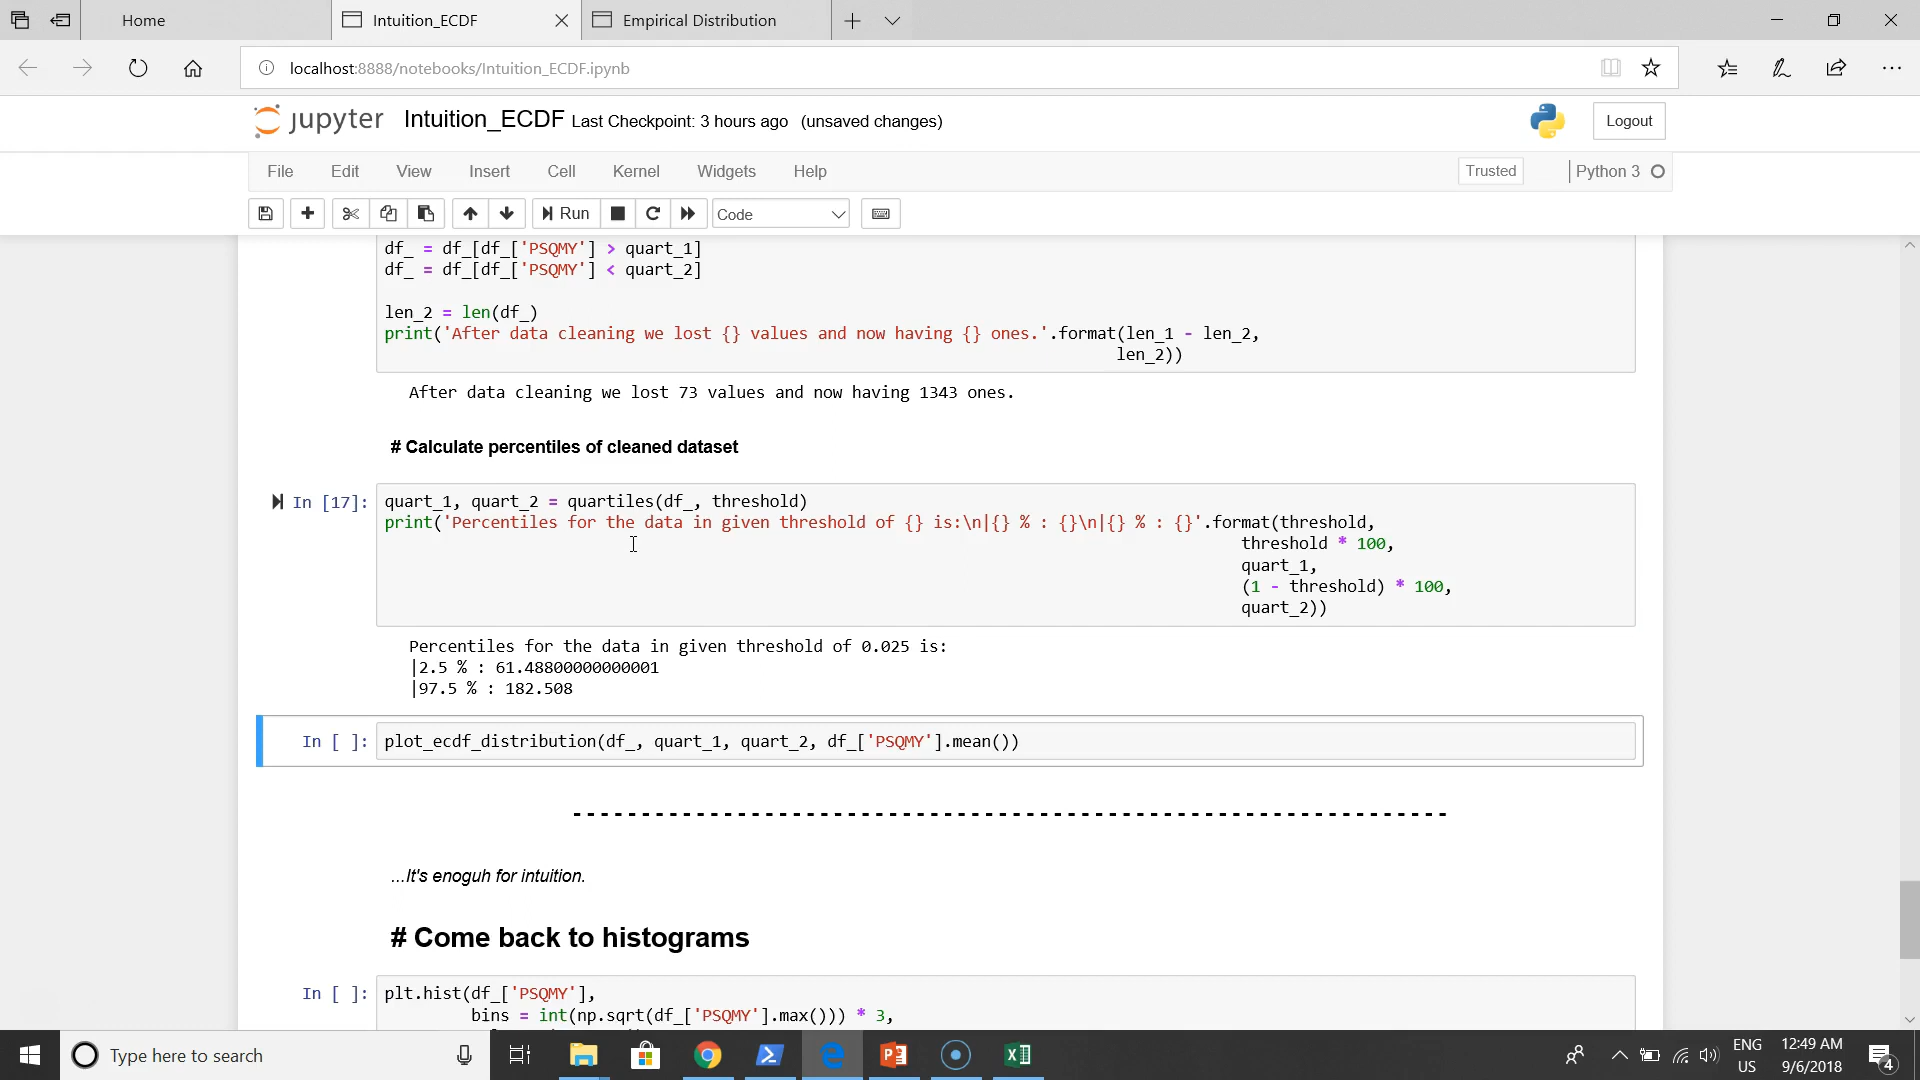 Home
Intuition_ECDF
Empirical Distribution
localhost:8888/notebooks/Intuition_ECDF.ipynb
jupyter Intuition_ECDF Last Checkpoint: 3 hours ago (unsaved changes)
Logout
File Edit View Insert Cell Kernel Widgets Help
Trusted
Python 3
Run
Code
df_ = df_[df_['PSQMY'] > quart_1]
df_ = df_[df_['PSQMY'] < quart_2]
len_2 = len(df_)
print('After data cleaning we lost {} values and now having {} ones.'.format(len_1 - len_2,
len_2))
After data cleaning we lost 73 values and now having 1343 ones.
# Calculate percentiles of cleaned dataset
In [17]: quart_1, quart_2 = quartiles(df_, threshold)
print('Percentiles for the data in given threshold of {} is:\n|{} % : {}\n|{} % : {}'.format(threshold,
threshold * 100,
quart_1,
(1 - threshold) * 100,
quart_2))
Percentiles for the data in given threshold of 0.025 is:
|2.5 % : 61.48800000000001
|97.5 % : 182.508
In [ ]: plot_ecdf_distribution(df_, quart_1, quart_2, df_['PSQMY'].mean())
----------------------------------------------------------------
...It's enoguh for intuition.
# Come back to histograms
In [ ]: plt.hist(df_['PSQMY'],
bins = int(np.sqrt(df_['PSQMY'].max())) * 3,
Type here to search
ENG
US
12:49 AM
9/6/2018
4